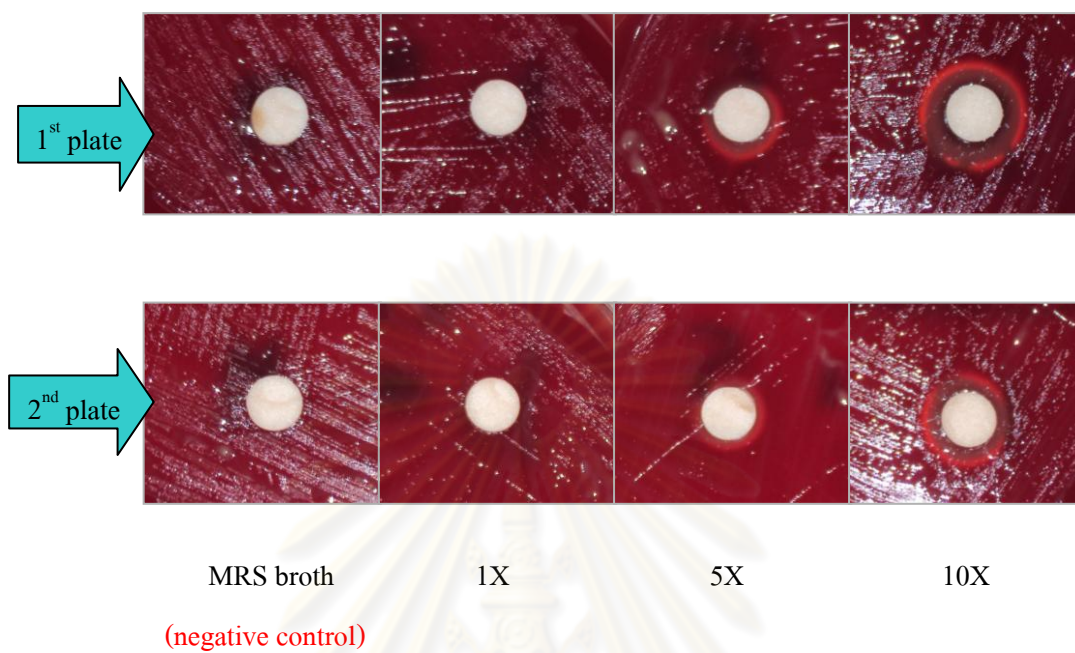 1st plate
2nd plate
MRS broth 1X 5X 10X
(negative control)